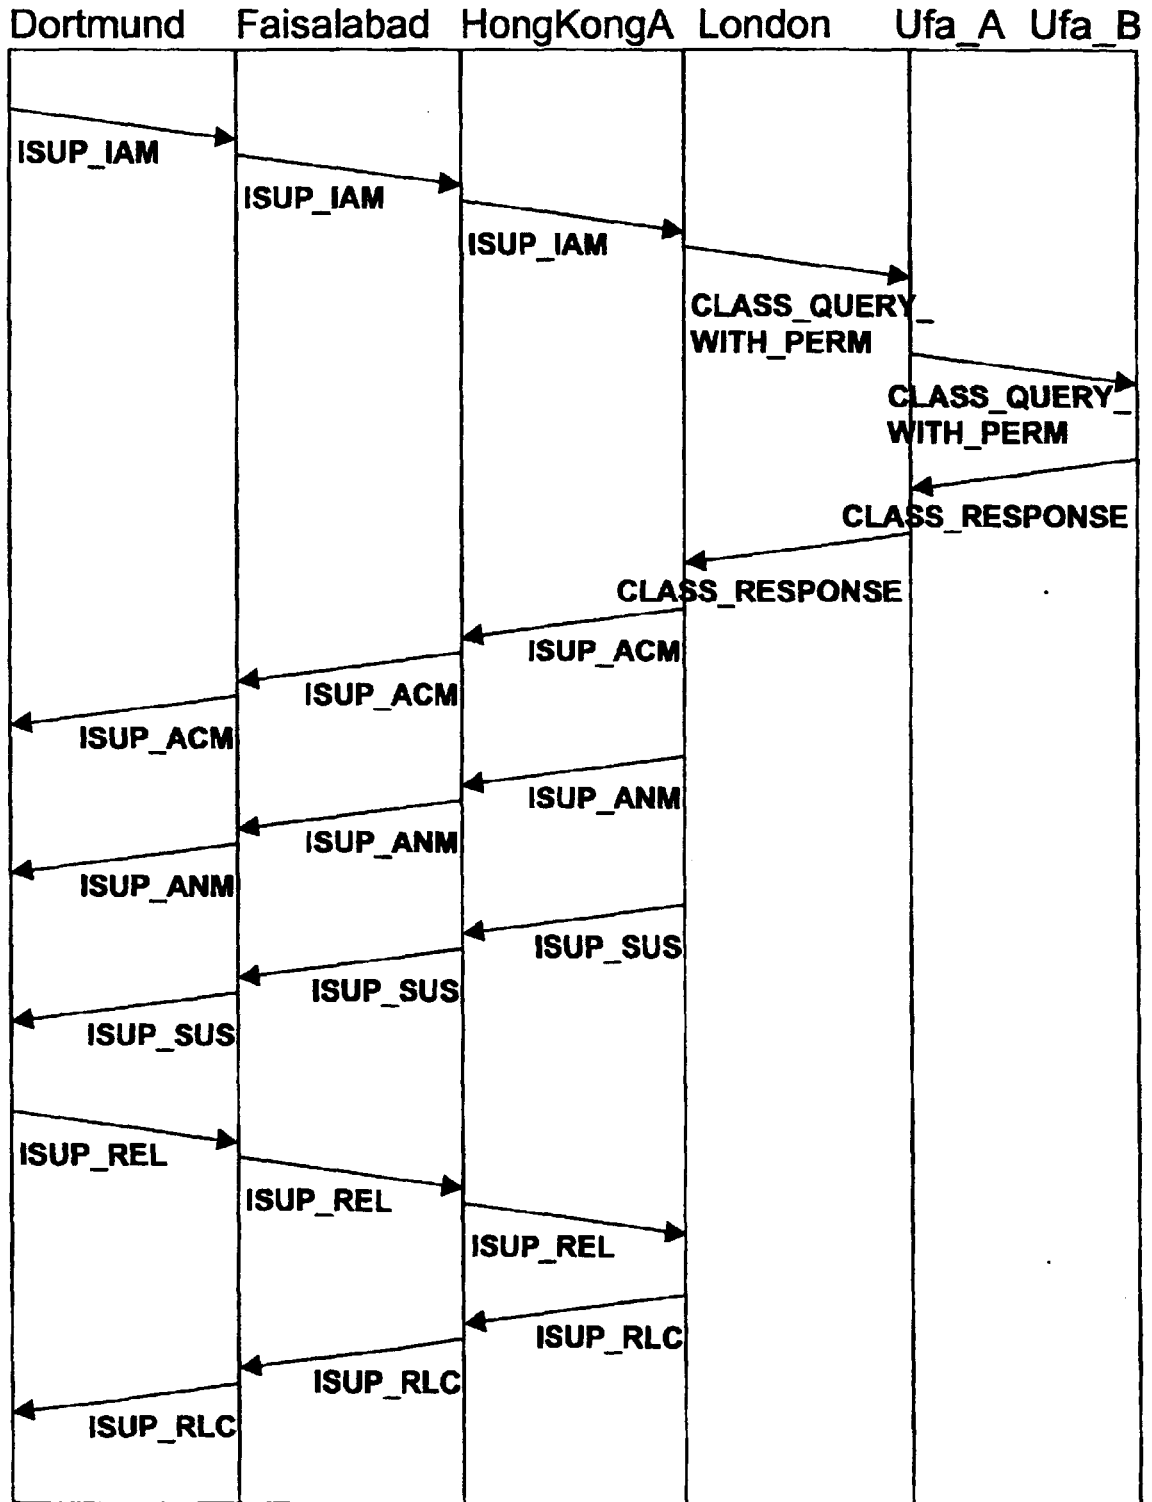 Dortmund Faisalabad HongKongA London Ufa_A Ufa_B
ISUP_IAM
ISUP_IAM
ISUP_IAM
CLASS_QUERY_
WITH_PERM
CLASS_QUERY_
WITH_PERM
CLASS_RESPONSE
CLASS_RESPONSE
ISUP_ACM
ISUP_ACM
ISUP_ACM
ISUP_ANM
ISUP_ANM
ISUP_ANM
ISUP_SUS
ISUP_SUS
ISUP_SUS
ISUP_REL
ISUP_REL
ISUP_REL
ISUP_RLC
ISUP_RLC
ISUP_RLC